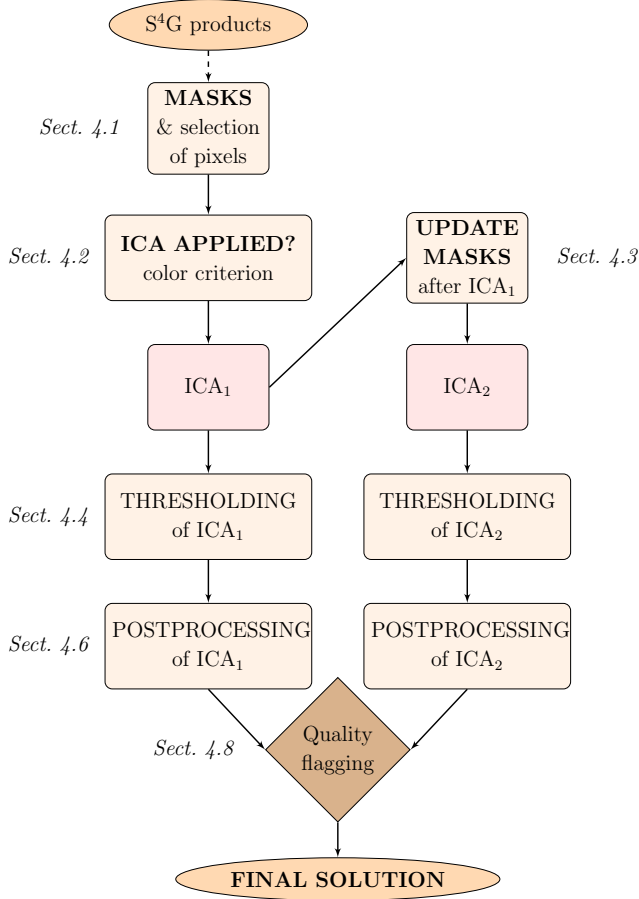 S⁴G products
Sect. 4.1
MASKS
& selection
of pixels
Sect. 4.2
ICA APPLIED?
color criterion
UPDATE
MASKS
after ICA₁
Sect. 4.3
ICA₁
ICA₂
Sect. 4.4
THRESHOLDING
of ICA₁
THRESHOLDING
of ICA₂
Sect. 4.6
POSTPROCESSING
of ICA₁
POSTPROCESSING
of ICA₂
Sect. 4.8
Quality
flagging
FINAL SOLUTION